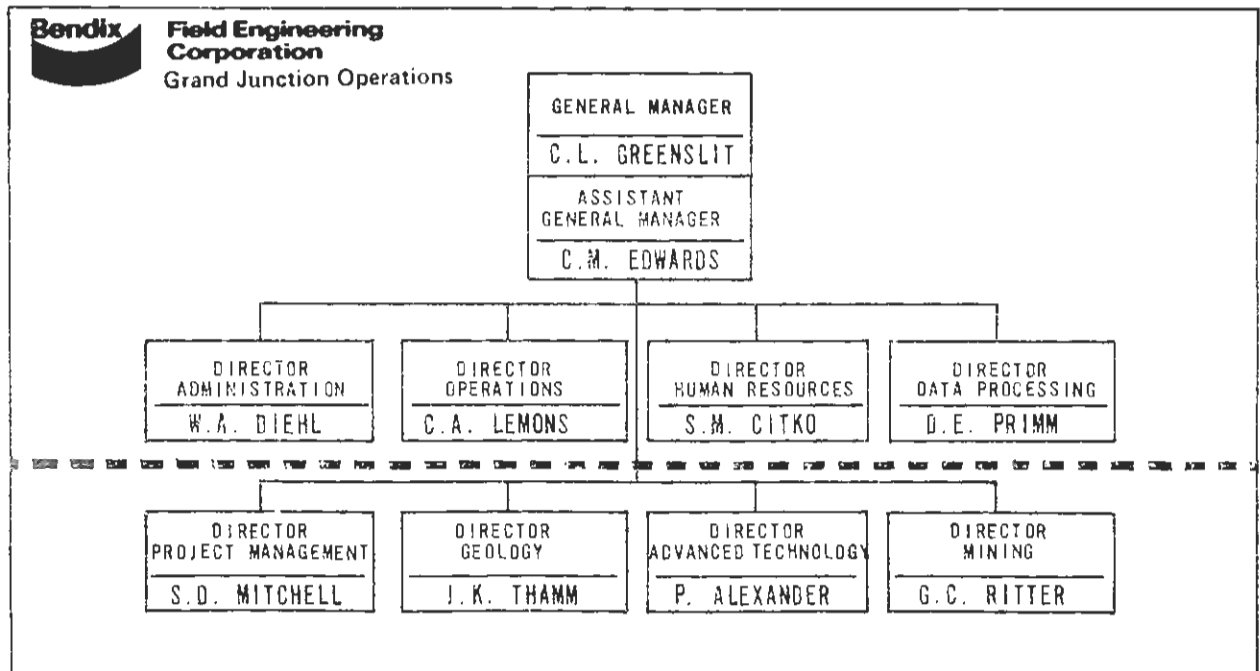 Bendix
Field Engineering
Corporation
Grand Junction Operations
GENERAL MANAGER
C.L. GREENSLIT
ASSISTANT
GENERAL MANAGER
C.M. EDWARDS
DIRECTOR
ADMINISTRATION
W.A. DIEHL
DIRECTOR
OPERATIONS
C.A. LEMONS
DIRECTOR
HUMAN RESOURCES
S.M. CITKO
DIRECTOR
DATA PROCESSING
D.E. PRIMM
DIRECTOR
PROJECT MANAGEMENT
S.D. MITCHELL
DIRECTOR
GEOLOGY
J.K. THAMM
DIRECTOR
ADVANCED TECHNOLOGY
P. ALEXANDER
DIRECTOR
MINING
G.C. RITTER